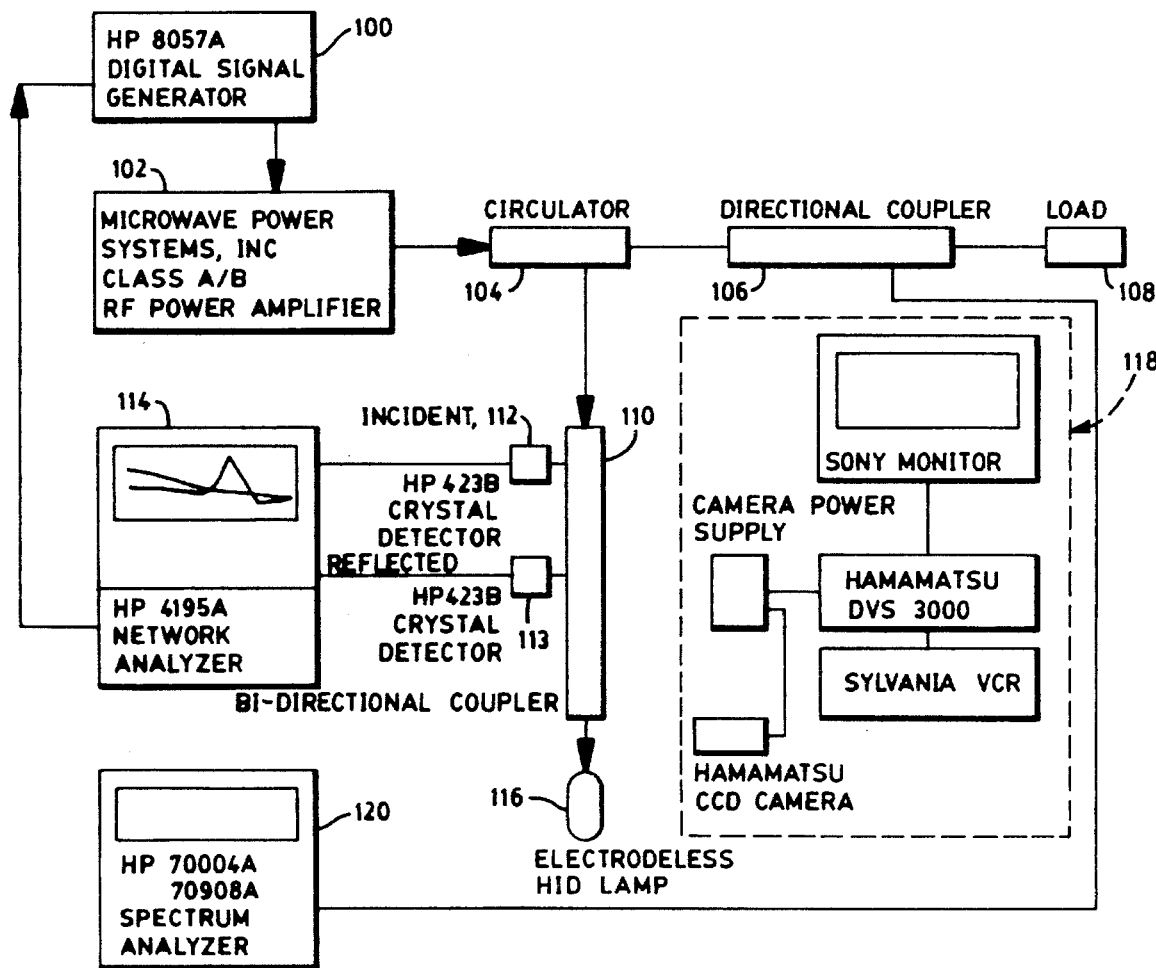 HP 8057A
DIGITAL SIGNAL
GENERATOR
100
102
MICROWAVE POWER
SYSTEMS, INC
CLASS A/B
RF POWER AMPLIFIER
CIRCULATOR
104
DIRECTIONAL COUPLER
106
LOAD
108
118
SONY MONITOR
CAMERA POWER
SUPPLY
HAMAMATSU
DVS 3000
SYLVANIA VCR
HAMAMATSU
CCD CAMERA
114
INCIDENT, 112
110
HP 423B
CRYSTAL
DETECTOR
REFLECTED
HP423B
CRYSTAL
DETECTOR
113
HP 4195A
NETWORK
ANALYZER
BI-DIRECTIONAL COUPLER
116
ELECTRODELESS
HID LAMP
120
HP 70004A
70908A
SPECTRUM
ANALYZER